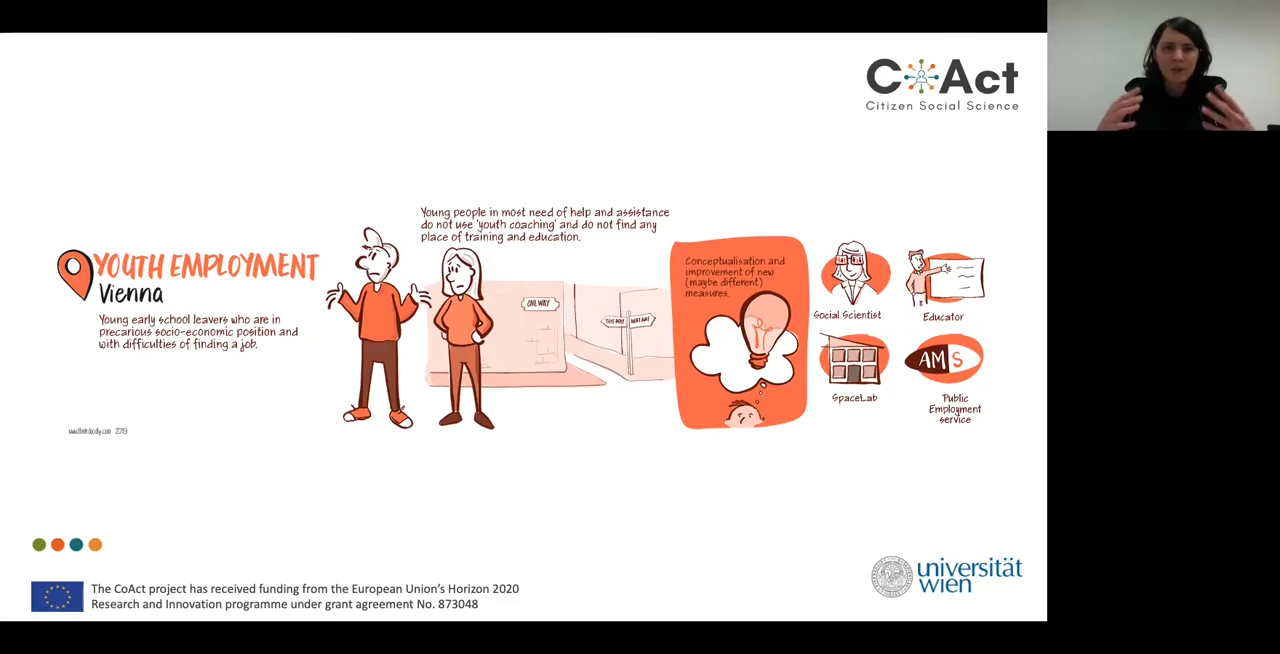 CoAct
Citizen Social Science
YOUTH EMPLOYMENT
Vienna
Young early school leavers who are in
precarious socio-economic position and
with difficulties of finding a job.
www.thinkdoodly.com 2019
Young people in most need of help and assistance
do not use 'youth coaching' and do not find any
place of training and education.
ONE WAY
THIS WAY
THAT WAY
Conceptualisation and
improvement of new
(maybe different)
measures.
Social Scientist
Educator
SpaceLab
AMS
Public
Employment
service
The CoAct project has received funding from the European Union's Horizon 2020
Research and Innovation programme under grant agreement No. 873048
universität
wien